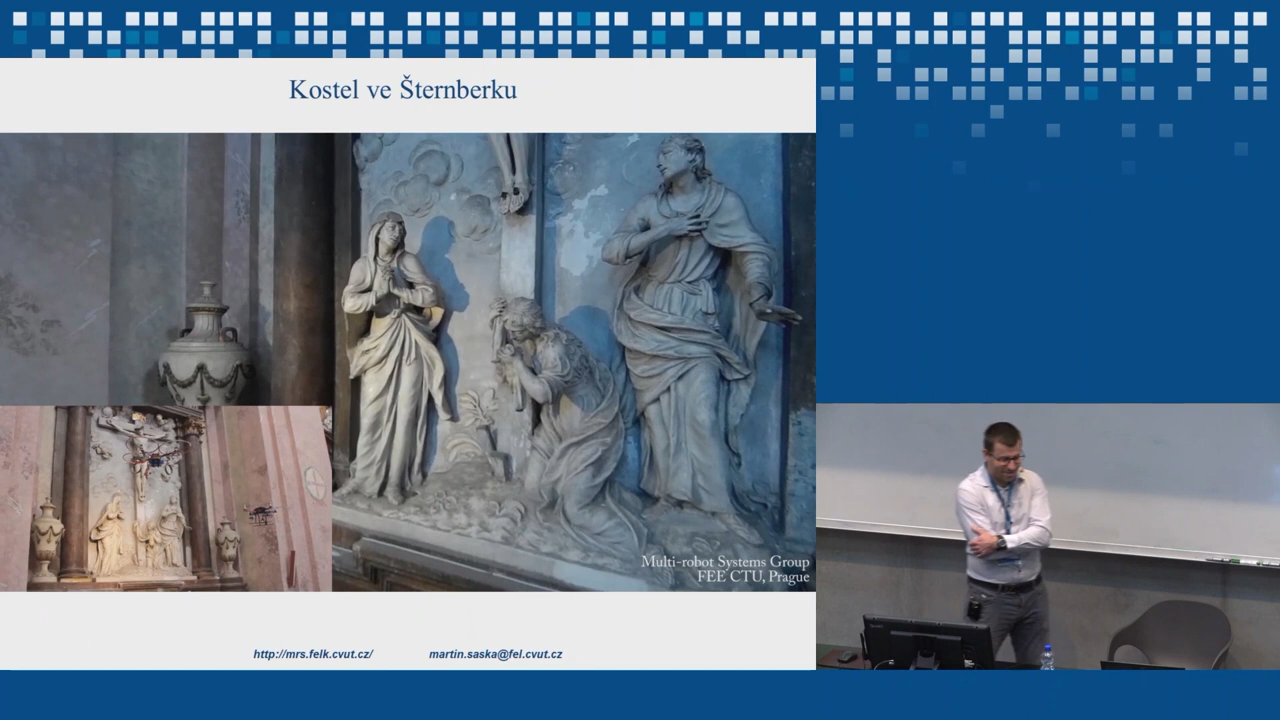 Kostel ve Šternberku
Multi-robot Systems Group
FEE CTU, Prague
http://mrs.felk.cvut.cz/
martin.saska@fel.cvut.cz